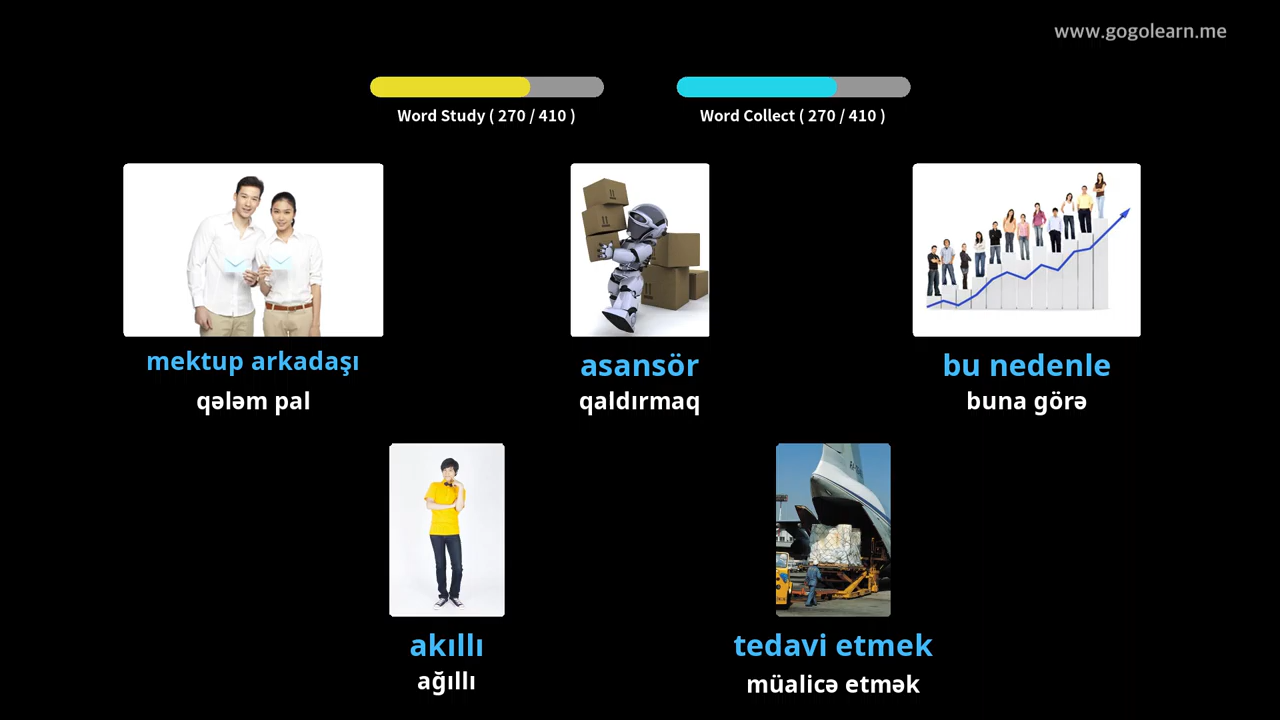 www.gogolearn.me
Word Study ( 270 / 410 )
Word Collect ( 270 / 410 )
mektup arkadaşı
qələm pal
asansör
qaldırmaq
bu nedenle
buna görə
akıllı
ağıllı
tedavi etmek
müalicə etmək